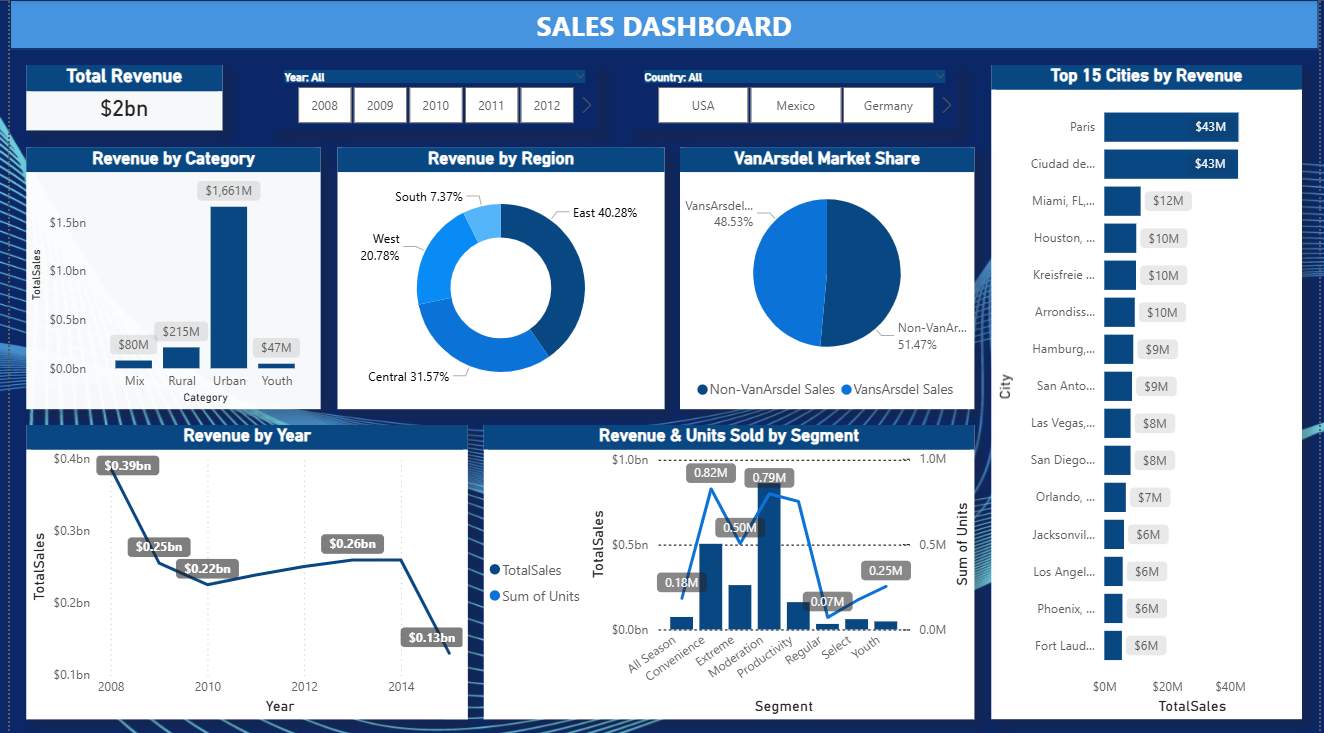 SALES DASHBOARD
Total Revenue
$2bn
Year: All
2008 2009 2010 2011 2012
Country: All
USA Mexico Germany
Revenue by Category
TotalSales
$1.5bn
$1.0bn
$0.5bn
$0.0bn
$80M
$215M
$1,661M
$47M
Mix Rural Urban Youth
Category
Revenue by Region
South 7.37%
East 40.28%
West
20.78%
Central 31.57%
VanArsdel Market Share
VansArsdel...
48.53%
Non-VanAr...
51.47%
Non-VanArsdel Sales VansArsdel Sales
Revenue by Year
TotalSales
$0.4bn
$0.3bn
$0.2bn
$0.1bn
$0.39bn
$0.25bn
$0.22bn
$0.26bn
$0.13bn
2008 2010 2012 2014
Year
Revenue & Units Sold by Segment
TotalSales
Sum of Units
TotalSales
$1.0bn
$0.5bn
$0.0bn
0.18M
0.82M
0.50M
0.79M
0.07M
0.25M
1.0M
0.5M
0.0M
Sum of Units
All Season
Convenience
Extreme
Moderation
Productivity
Regular
Select
Youth
Segment
Top 15 Cities by Revenue
City
Paris $43M
Ciudad de... $43M
Miami, FL,... $12M
Houston, ... $10M
Kreisfreie ... $10M
Arrondiss... $10M
Hamburg,... $9M
San Anto... $9M
Las Vegas,... $8M
San Diego... $8M
Orlando, ... $7M
Jacksonvil... $6M
Los Angel... $6M
Phoenix, ... $6M
Fort Laud... $6M
$0M $20M $40M
TotalSales